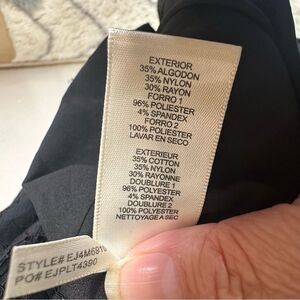 EXTERIOR
35% ALGODON
35% NYLON
30% RAYON
FORRO 1
96% POLIESTER
4% SPANDEX
FORRO 2
100% POLIESTER
LAVAR EN SECO
EXTERIEUR
35% COTTON
35% NYLON
30% RAYONNE
DOUBLURE 1
96% POLYESTER
4% SPANDEX
DOUBLURE 2
100% POLYESTER
NETTOYAGE A SEC
STYLE#
PO# EJPLT4390